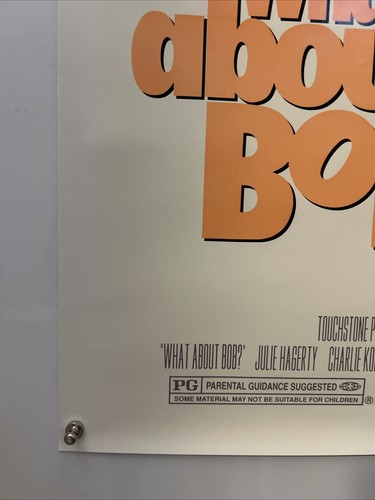 abou
Bo
TOUCHSTONE P
"WHAT ABOUT BOB?" JULIE HAGERTY CHARLIE KO
PG PARENTAL GUIDANCE SUGGESTED
SOME MATERIAL MAY NOT BE SUITABLE FOR CHILDREN ®